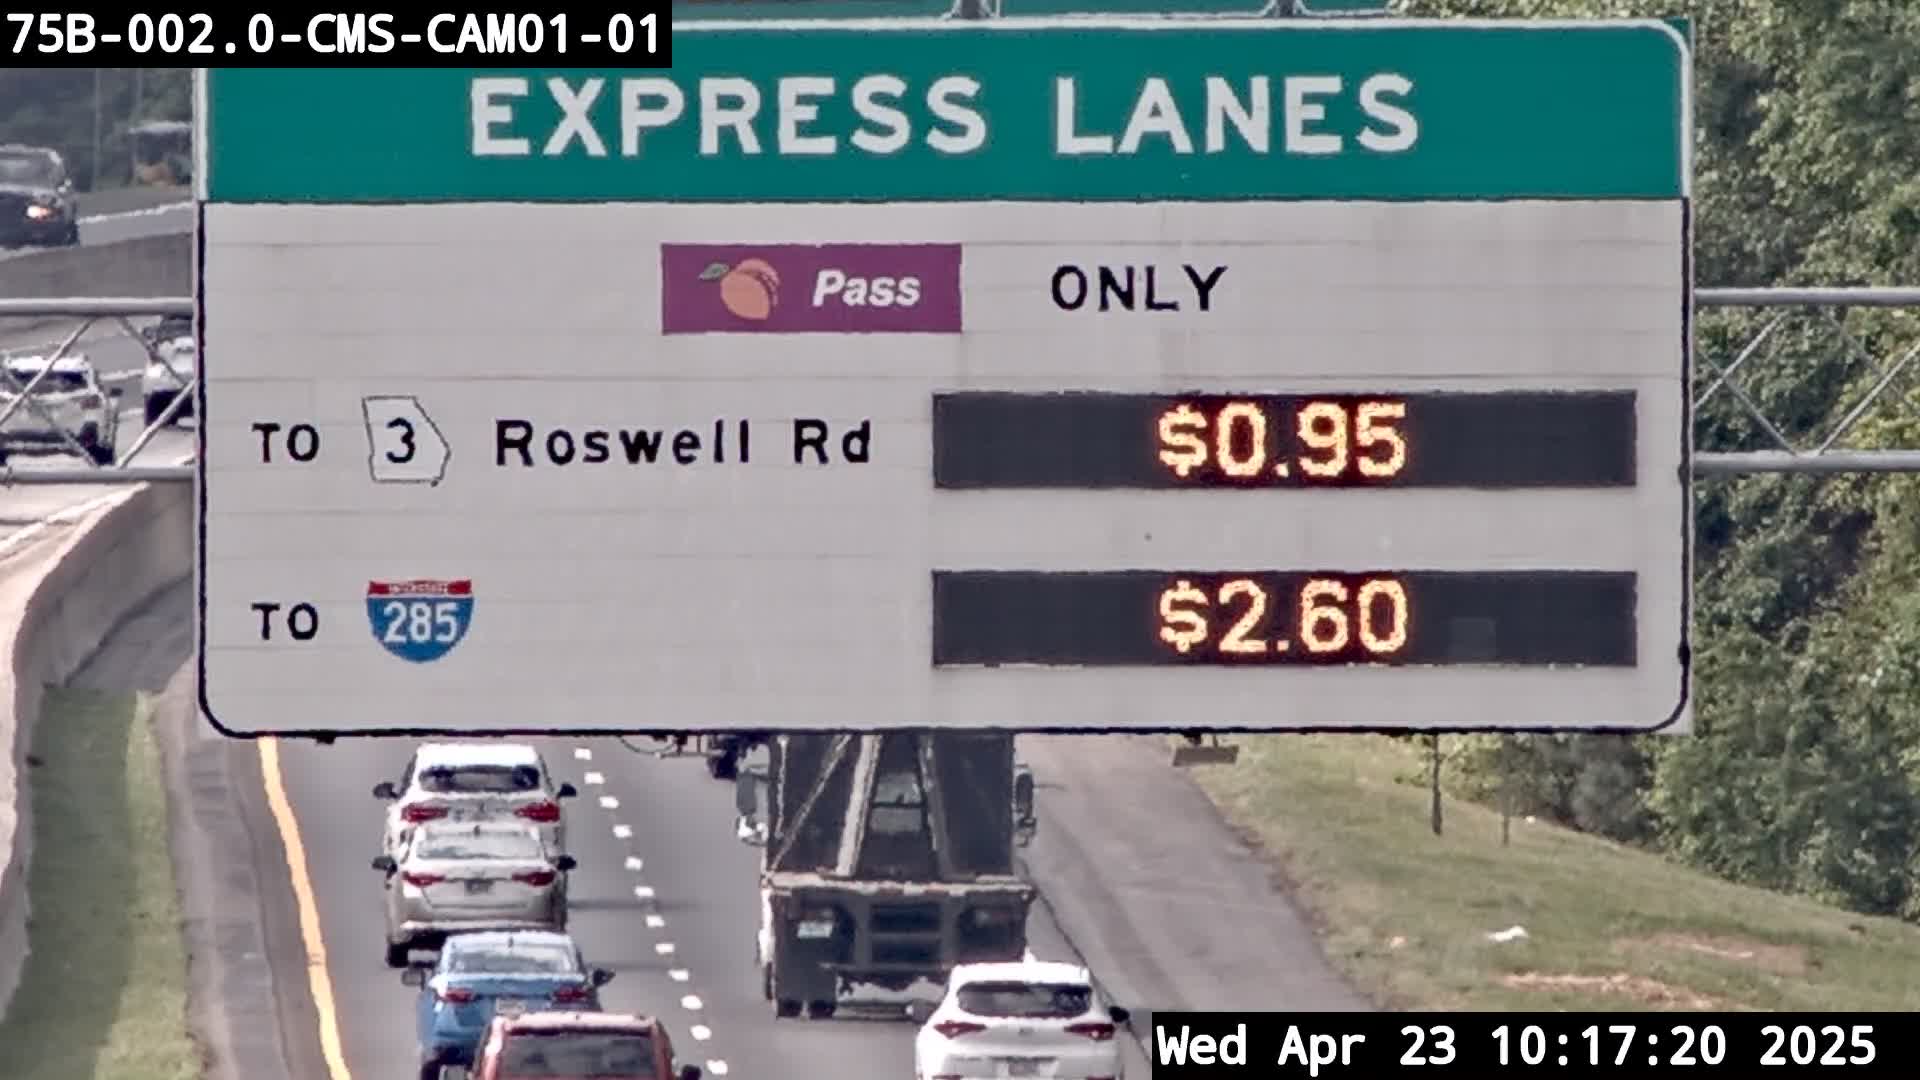 75B-002.0-CMS-CAM01-01
EXPRESS LANES
Pass ONLY
TO 3 Roswell Rd $0.95
INTERSTATE
TO 285 $2.60
Wed Apr 23 10:17:20 2025